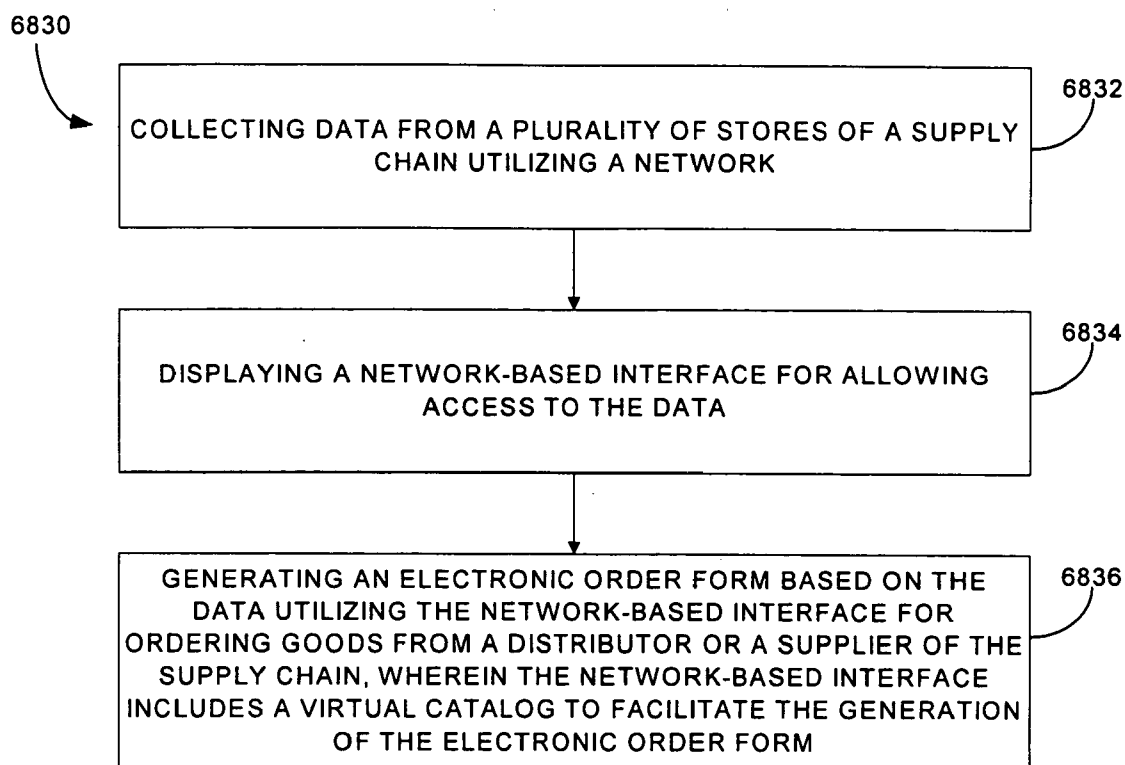 6830
6832
COLLECTING DATA FROM A PLURALITY OF STORES OF A SUPPLY
CHAIN UTILIZING A NETWORK
6834
DISPLAYING A NETWORK-BASED INTERFACE FOR ALLOWING
ACCESS TO THE DATA
6836
GENERATING AN ELECTRONIC ORDER FORM BASED ON THE
DATA UTILIZING THE NETWORK-BASED INTERFACE FOR
ORDERING GOODS FROM A DISTRIBUTOR OR A SUPPLIER OF THE
SUPPLY CHAIN, WHEREIN THE NETWORK-BASED INTERFACE
INCLUDES A VIRTUAL CATALOG TO FACILITATE THE GENERATION
OF THE ELECTRONIC ORDER FORM